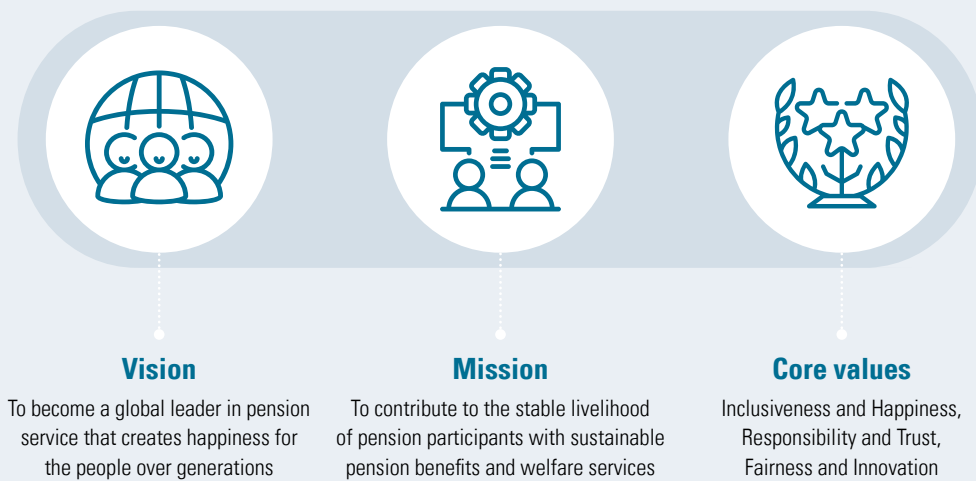 Vision
To become a global leader in pension
service that creates happiness for
the people over generations
Mission
To contribute to the stable livelihood
of pension participants with sustainable
pension benefits and welfare services
Core values
Inclusiveness and Happiness,
Responsibility and Trust,
Fairness and Innovation